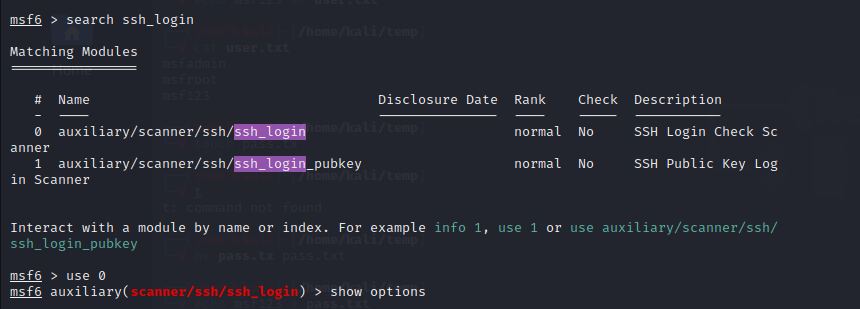 msf6 > search ssh_login
Matching Modules
================
# Name Disclosure Date Rank Check Description
- ---- --------------- ---- ----- -----------
0 auxiliary/scanner/ssh/ssh_login normal No SSH Login Check Sc
anner
1 auxiliary/scanner/ssh/ssh_login_pubkey normal No SSH Public Key Log
in Scanner
Interact with a module by name or index. For example info 1, use 1 or use auxiliary/scanner/ssh/
ssh_login_pubkey
msf6 > use 0
msf6 auxiliary(scanner/ssh/ssh_login) > show options